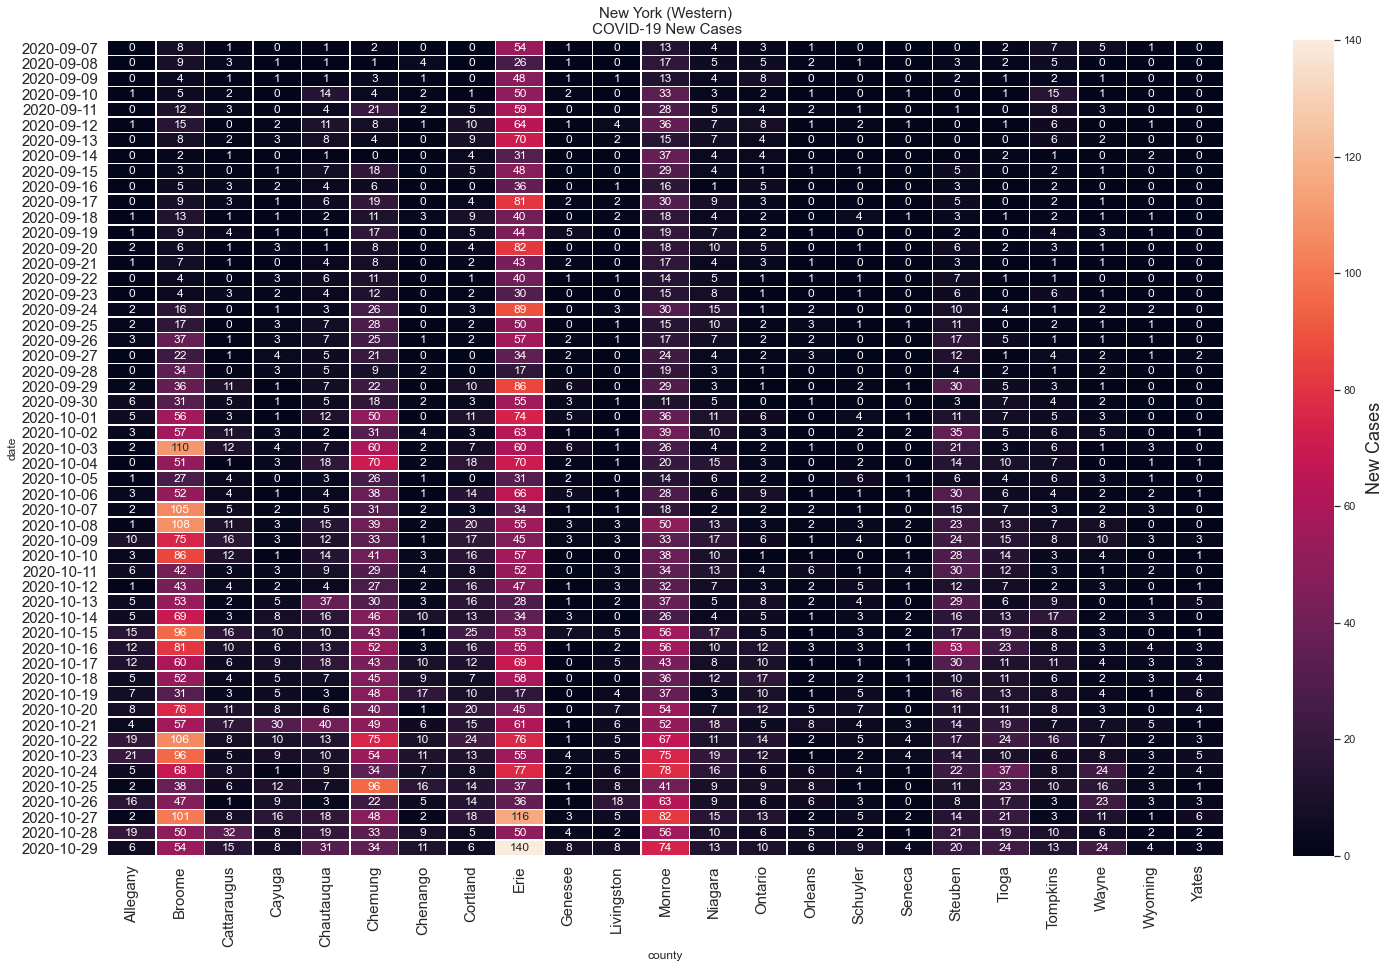 New York (Western)
COVID-19 New Cases
2020-09-07 0 8 1 0 1 2 0 0 54 1 0 13 4 3 1 0 0 0 2 7 5 1 0
2020-09-08 0 9 3 1 1 1 4 0 26 1 0 17 5 5 2 1 0 3 2 5 0 0 0
2020-09-09 0 4 1 1 1 3 1 0 48 1 1 13 4 8 0 0 0 2 1 2 1 0 0
2020-09-10 1 5 2 0 14 4 2 1 50 2 0 33 3 2 1 0 1 0 1 15 1 0 0
2020-09-11 0 12 3 0 4 21 2 5 59 0 0 28 5 4 2 1 0 1 0 8 3 0 0
2020-09-12 1 15 0 2 11 8 1 10 64 1 4 36 7 8 1 2 1 0 1 6 0 1 0
2020-09-13 0 8 2 3 8 4 0 9 70 0 2 15 7 4 0 0 0 0 0 6 2 0 0
2020-09-14 0 2 1 0 1 0 0 4 31 0 0 37 4 4 0 0 0 0 2 1 0 2 0
2020-09-15 0 3 0 1 7 18 0 5 48 0 0 29 4 1 1 1 0 5 0 2 1 0 0
2020-09-16 0 5 3 2 4 6 0 0 36 0 1 16 1 5 0 0 0 3 0 2 0 0 0
2020-09-17 0 9 3 1 6 19 0 4 81 2 2 30 9 3 0 0 0 5 0 2 1 0 0
2020-09-18 1 13 1 1 2 11 3 9 40 0 2 18 4 2 0 4 1 3 1 2 1 1 0
2020-09-19 1 9 4 1 1 17 0 5 44 5 0 19 7 2 1 0 0 2 0 4 3 1 0
2020-09-20 2 6 1 3 1 8 0 4 82 0 0 18 10 5 0 1 0 6 2 3 1 0 0
2020-09-21 1 7 1 0 4 8 0 2 43 2 0 17 4 3 1 0 0 3 0 1 1 0 0
2020-09-22 0 4 0 3 6 11 0 1 40 1 1 14 5 1 1 1 0 7 1 1 0 0 0
2020-09-23 0 4 3 2 4 12 0 2 30 0 0 15 8 1 0 1 0 6 0 6 1 0 0
2020-09-24 2 16 0 1 3 26 0 3 89 0 3 30 15 1 2 0 0 10 4 1 2 2 0
2020-09-25 2 17 0 3 7 28 0 2 50 0 1 15 10 2 3 1 1 11 0 2 1 1 0
2020-09-26 3 37 1 3 7 25 1 2 57 2 1 17 7 2 2 0 0 17 5 1 1 1 0
2020-09-27 0 22 1 4 5 21 0 0 34 2 0 24 4 2 3 0 0 12 1 4 2 1 2
2020-09-28 0 34 0 3 5 9 2 0 17 0 0 19 3 1 0 0 0 4 2 1 2 0 0
2020-09-29 2 36 11 1 7 22 0 10 86 6 0 29 3 1 0 2 1 30 5 3 1 0 0
2020-09-30 6 31 5 1 5 18 2 3 55 3 1 11 5 0 1 0 0 3 7 4 2 0 0
2020-10-01 5 56 3 1 12 50 0 11 74 5 0 36 11 6 0 4 1 11 7 5 3 0 0
2020-10-02 3 57 11 3 2 31 4 3 63 1 1 39 10 3 0 2 2 35 5 6 5 0 1
2020-10-03 2 110 12 4 7 60 2 7 60 6 1 26 4 2 1 0 0 21 3 6 1 3 0
2020-10-04 0 51 1 3 18 70 2 18 70 2 1 20 15 3 0 2 0 14 10 7 0 1 1
2020-10-05 1 27 4 0 3 26 1 0 31 2 0 14 6 2 0 6 1 6 4 6 3 1 0
2020-10-06 3 52 4 1 4 38 1 14 66 5 1 28 6 9 1 1 1 30 6 4 2 2 1
2020-10-07 2 105 5 2 5 31 2 3 34 1 1 18 2 2 2 1 0 15 7 3 2 3 0
2020-10-08 1 108 11 3 15 39 2 20 55 3 3 50 13 3 2 3 2 23 13 7 8 0 0
2020-10-09 10 75 16 3 12 33 1 17 45 3 3 33 17 6 1 4 0 24 15 8 10 3 3
2020-10-10 3 86 12 1 14 41 3 16 57 0 0 38 10 1 1 0 1 28 14 3 4 0 1
2020-10-11 6 42 3 3 9 29 4 8 52 0 3 34 13 4 6 1 4 30 12 3 1 2 0
2020-10-12 1 43 4 2 4 27 2 16 47 1 3 32 7 3 2 5 1 12 7 2 3 0 1
2020-10-13 5 53 2 5 37 30 3 16 28 1 2 37 5 8 2 4 0 29 6 9 0 1 5
2020-10-14 5 69 3 8 16 46 10 13 34 3 0 26 4 5 1 3 2 16 13 17 2 3 0
2020-10-15 15 96 16 10 10 43 1 25 53 7 5 56 17 5 1 3 2 17 19 8 3 0 1
2020-10-16 12 81 10 6 13 52 3 16 55 1 2 56 10 12 3 3 1 53 23 8 3 4 3
2020-10-17 12 60 6 9 18 43 10 12 69 0 5 43 8 10 1 1 1 30 11 11 4 3 3
2020-10-18 5 52 4 5 7 45 9 7 58 0 0 36 12 17 2 2 1 10 11 6 2 3 4
2020-10-19 7 31 3 5 3 48 17 10 17 0 4 37 3 10 1 5 1 16 13 8 4 1 6
2020-10-20 8 76 11 8 6 40 1 20 45 0 7 54 7 12 5 7 0 11 11 8 3 0 4
2020-10-21 4 57 17 30 40 49 6 15 61 1 6 52 18 5 8 4 3 14 19 7 7 5 1
2020-10-22 19 106 8 10 13 75 10 24 76 1 5 67 11 14 2 5 4 17 24 16 7 2 3
2020-10-23 21 96 5 9 10 54 11 13 55 4 5 75 19 12 1 2 4 14 10 6 8 3 5
2020-10-24 5 68 8 1 9 34 7 8 77 2 6 78 16 6 6 4 1 22 37 8 24 2 4
2020-10-25 2 38 6 12 7 96 16 14 37 1 8 41 9 9 8 1 0 11 23 10 16 3 1
2020-10-26 16 47 1 9 3 22 5 14 36 1 18 63 9 6 6 3 0 8 17 3 23 3 3
2020-10-27 2 101 8 16 18 48 2 18 116 3 5 82 15 13 2 5 2 14 21 3 11 1 6
2020-10-28 19 50 32 8 19 33 9 5 50 4 2 56 10 6 5 2 1 21 19 10 6 2 2
2020-10-29 6 54 15 8 31 34 11 6 140 8 8 74 13 10 6 9 4 20 24 13 24 4 3
date
Allegany Broome Cattaraugus Cayuga Chautauqua Chemung Chenango Cortland Erie Genesee Livingston Monroe Niagara Ontario Orleans Schuyler Seneca Steuben Tioga Tompkins Wayne Wyoming Yates
county
140
120
100
80
60
40
20
0
New Cases